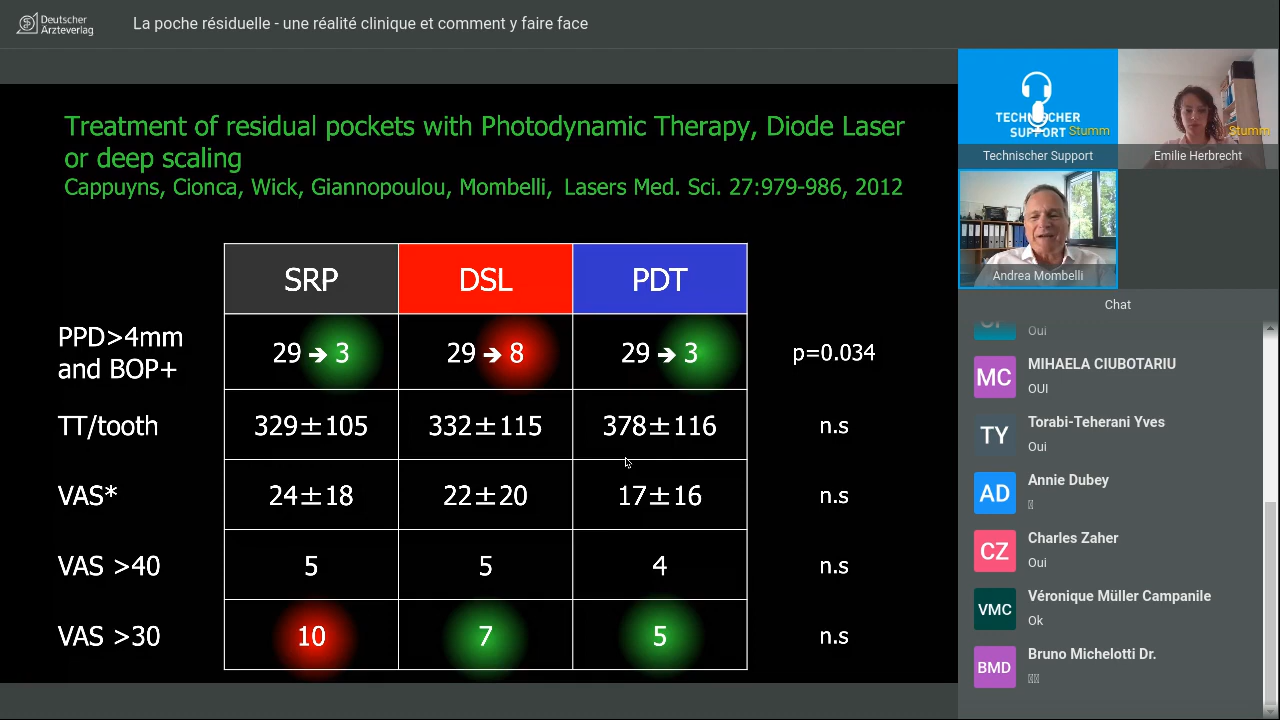 Deutscher
Ärzteverlag
La poche résiduelle - une réalité clinique et comment y faire face
Treatment of residual pockets with Photodynamic Therapy, Diode Laser
or deep scaling
Cappuyns, Cionca, Wick, Giannopoulou, Mombelli, Lasers Med. Sci. 27:979-986, 2012
SRP DSL PDT
PPD>4mm
and BOP+
29 ➔ 3 29 ➔ 8 29 ➔ 3 p=0.034
TT/tooth 329±105 332±115 378±116 n.s
VAS* 24±18 22±20 17±16 n.s
VAS >40 5 5 4 n.s
VAS >30 10 7 5 n.s
TECHNISCHER
SUPPORT
Stumm
Technischer Support
Stumm
Emilie Herbrecht
Andrea Mombelli
Chat
Oui
MC
MIHAELA CIUBOTARIU
OUI
TY
Torabi-Teherani Yves
Oui
AD
Annie Dubey
CZ
Charles Zaher
Oui
VMC
Véronique Müller Campanile
Ok
BMD
Bruno Michelotti Dr.